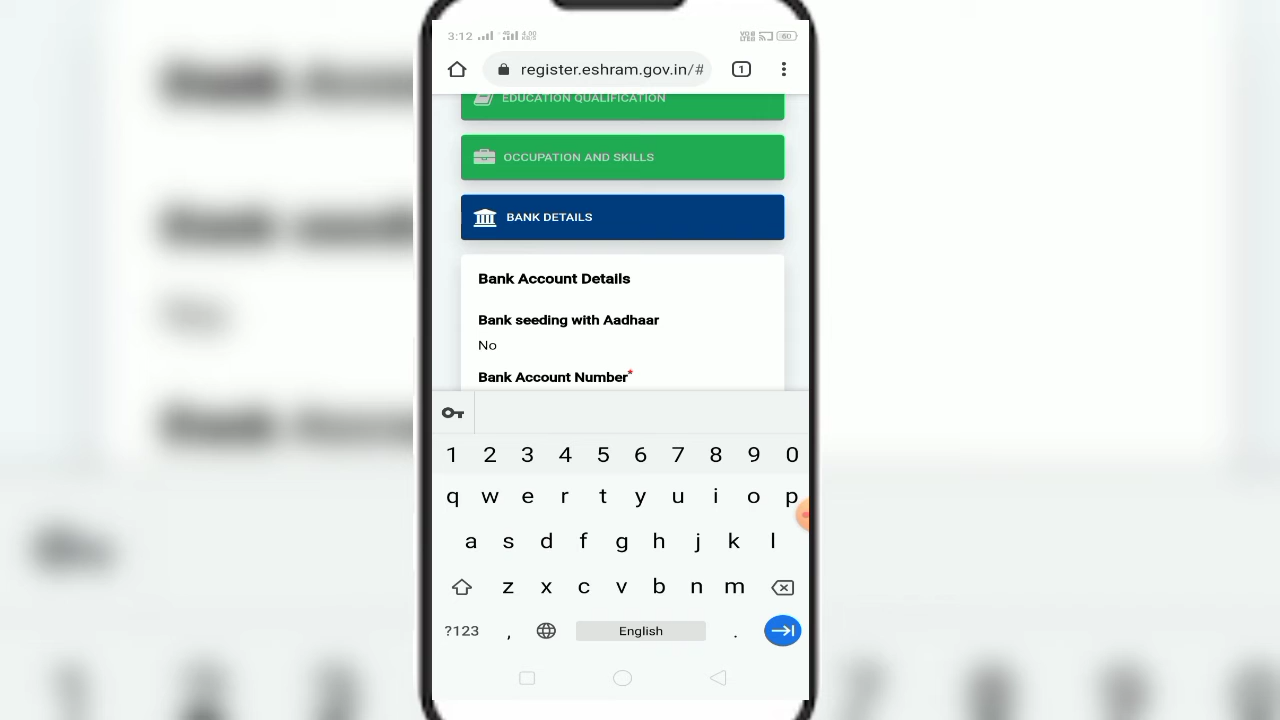 3:12
register.eshram.gov.in/#
1
EDUCATION QUALIFICATION
OCCUPATION AND SKILLS
BANK DETAILS
Bank Account Details
Bank seeding with Aadhaar
No
Bank Account Number*
1 2 3 4 5 6 7 8 9 0
q w e r t y u i o p
a s d f g h j k l
z x c v b n m
?123 , English .